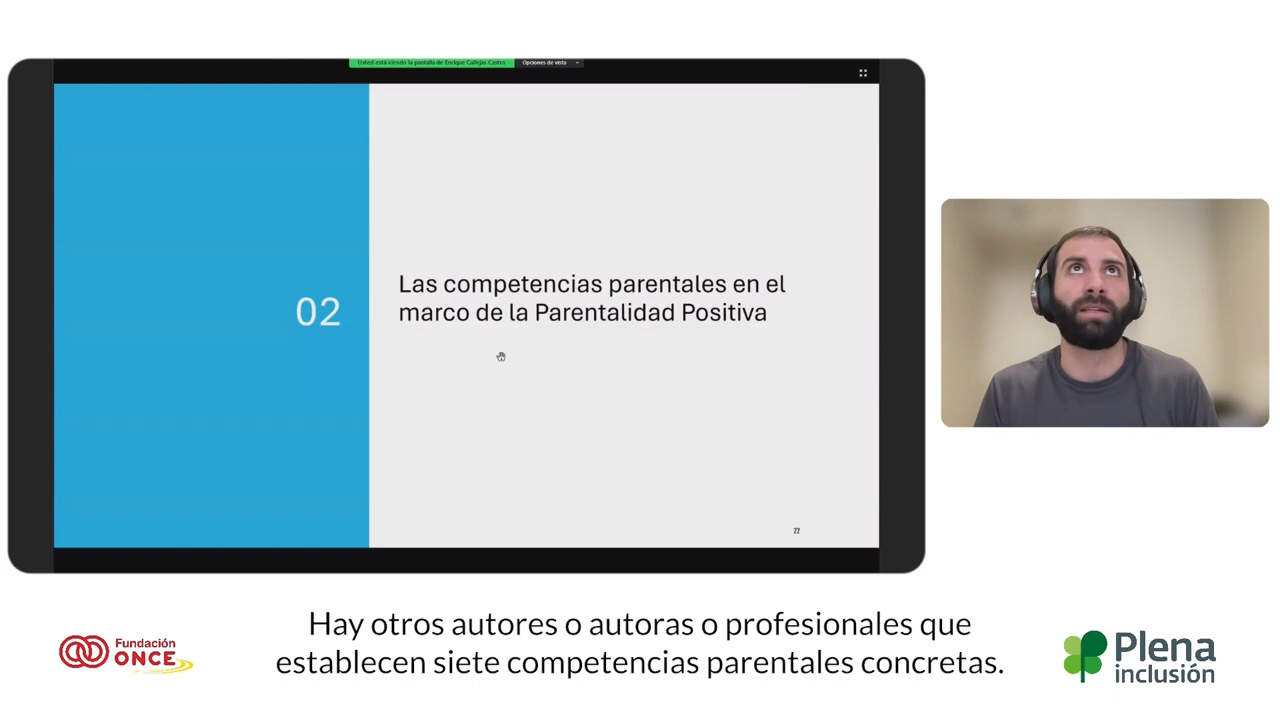 Usted está viendo la pantalla de Enrique Callejas Castro
Opciones de vista
02
Las competencias parentales en el
marco de la Parentalidad Positiva
22
Hay otros autores o autoras o profesionales que
establecen siete competencias parentales concretas.
Fundación
ONCE
Plena
inclusión